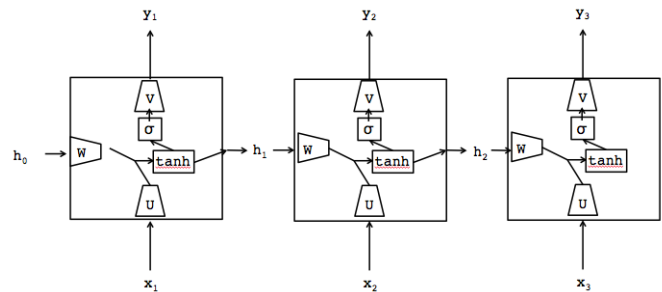 y₁ y₂ y₃
V V V
σ σ σ
h₀ W tanh h₁ W tanh h₂ W tanh
U U U
x₁ x₂ x₃